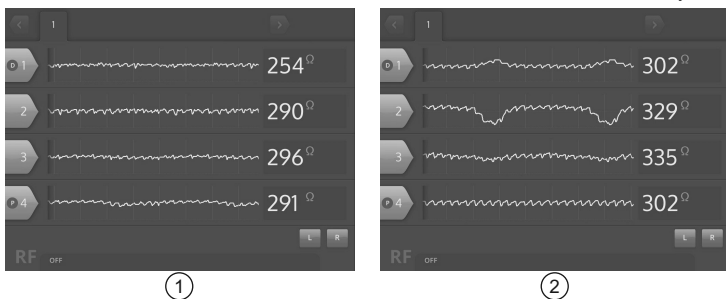 1
D 1 254 Ω
2 290 Ω
3 296 Ω
P 4 291 Ω
L R
RF OFF
①
1
D 1 302 Ω
2 329 Ω
3 335 Ω
P 4 302 Ω
L R
RF OFF
②